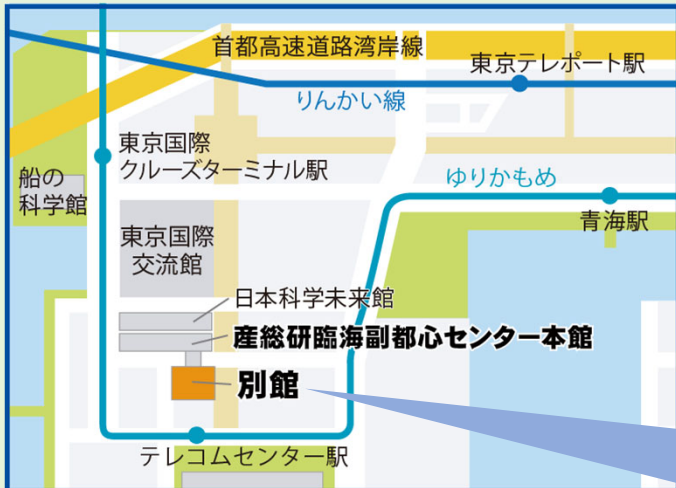 首都高速道路湾岸線
東京テレポート駅
りんかい線
東京国際
クルーズターミナル駅
船の
科学館
ゆりかもめ
青海駅
東京国際
交流館
日本科学未来館
産総研臨海副都心センター本館
別館
テレコムセンター駅